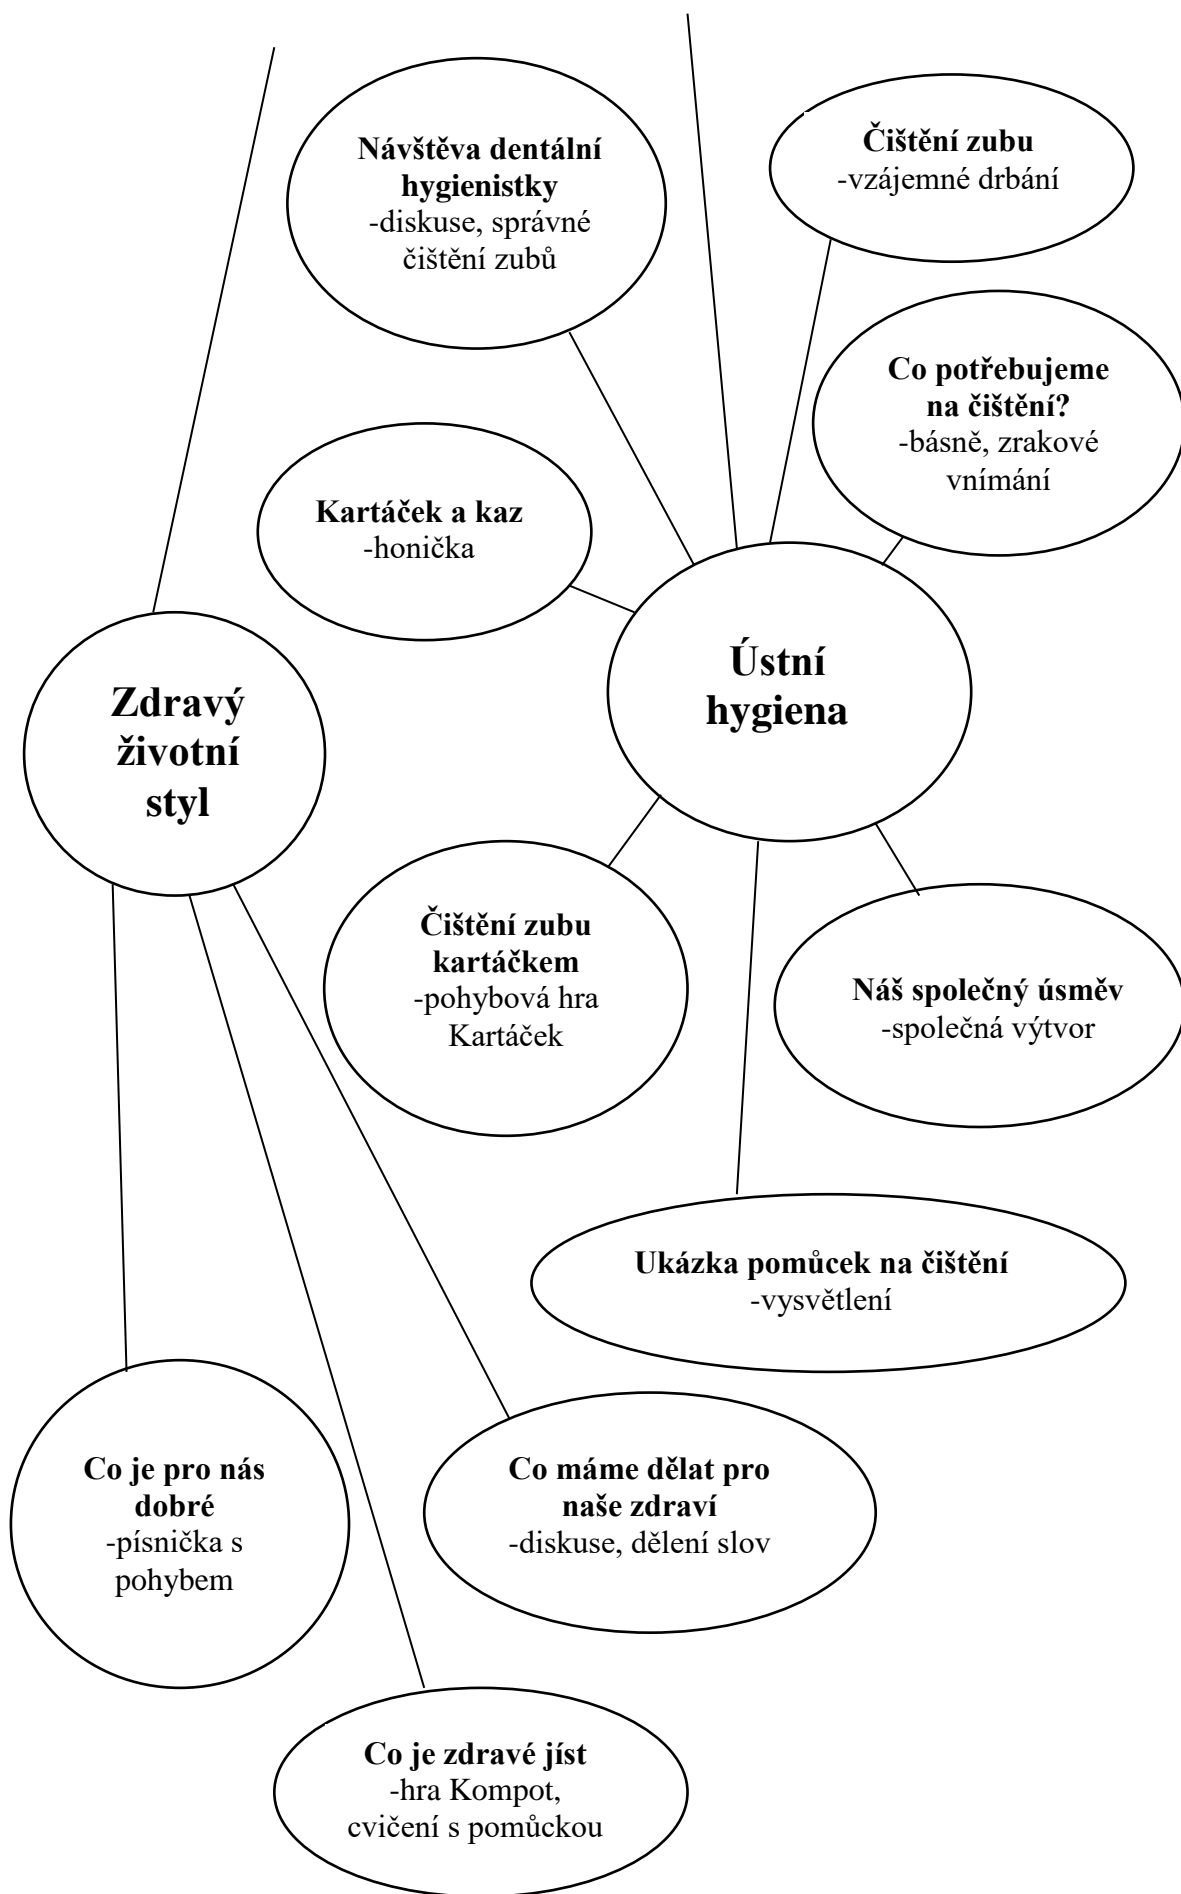 Návštěva dentální
hygienistky
-diskuse, správné
čištění zubů
Čištění zubu
-vzájemné drbání
Co potřebujeme
na čištění?
-básně, zrakové
vnímání
Kartáček a kaz
-honička
Ústní
hygiena
Zdravý
životní
styl
Čištění zubu
kartáčkem
-pohybová hra
Kartáček
Náš společný úsměv
-společná výtvor
Ukázka pomůcek na čištění
-vysvětlení
Co je pro nás
dobré
-písnička s
pohybem
Co máme dělat pro
naše zdraví
-diskuse, dělení slov
Co je zdravé jíst
-hra Kompot,
cvičení s pomůckou